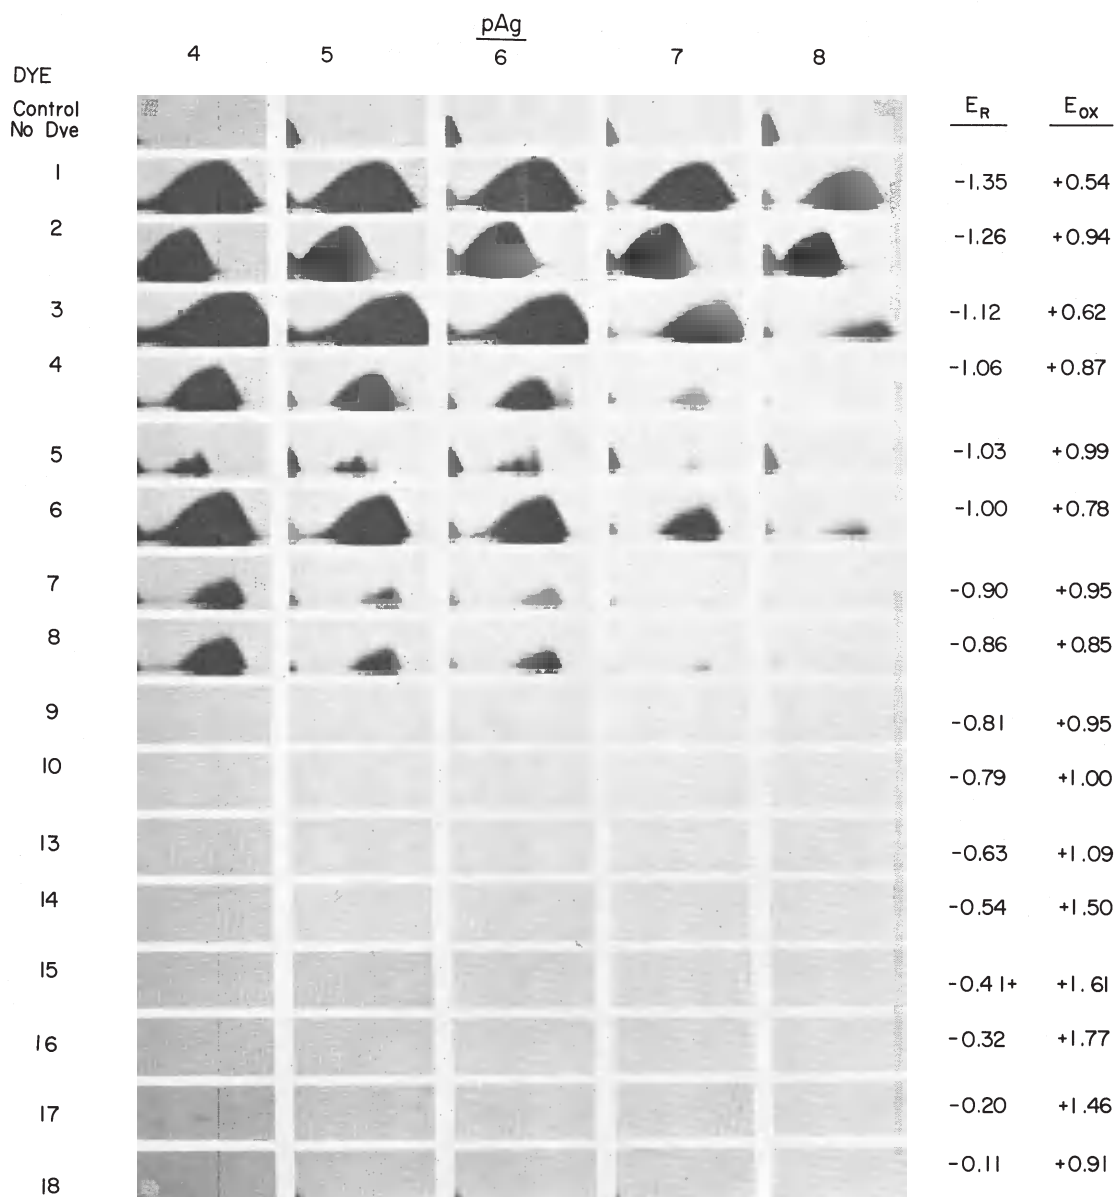 pAg
4 5 6 7 8
DYE
Control
No Dve
E_R E_ox
1 -1.35 +0.54
2 -1.26 +0.94
3 -1.12 +0.62
4 -1.06 +0.87
5 -1.03 +0.99
6 -1.00 +0.78
7 -0.90 +0.95
8 -0.86 +0.85
9 -0.81 +0.95
10 -0.79 +1.00
13 -0.63 +1.09
14 -0.54 +1.50
15 -0.41+ +1.61
16 -0.32 +1.77
17 -0.20 +1.46
18 -0.11 +0.91